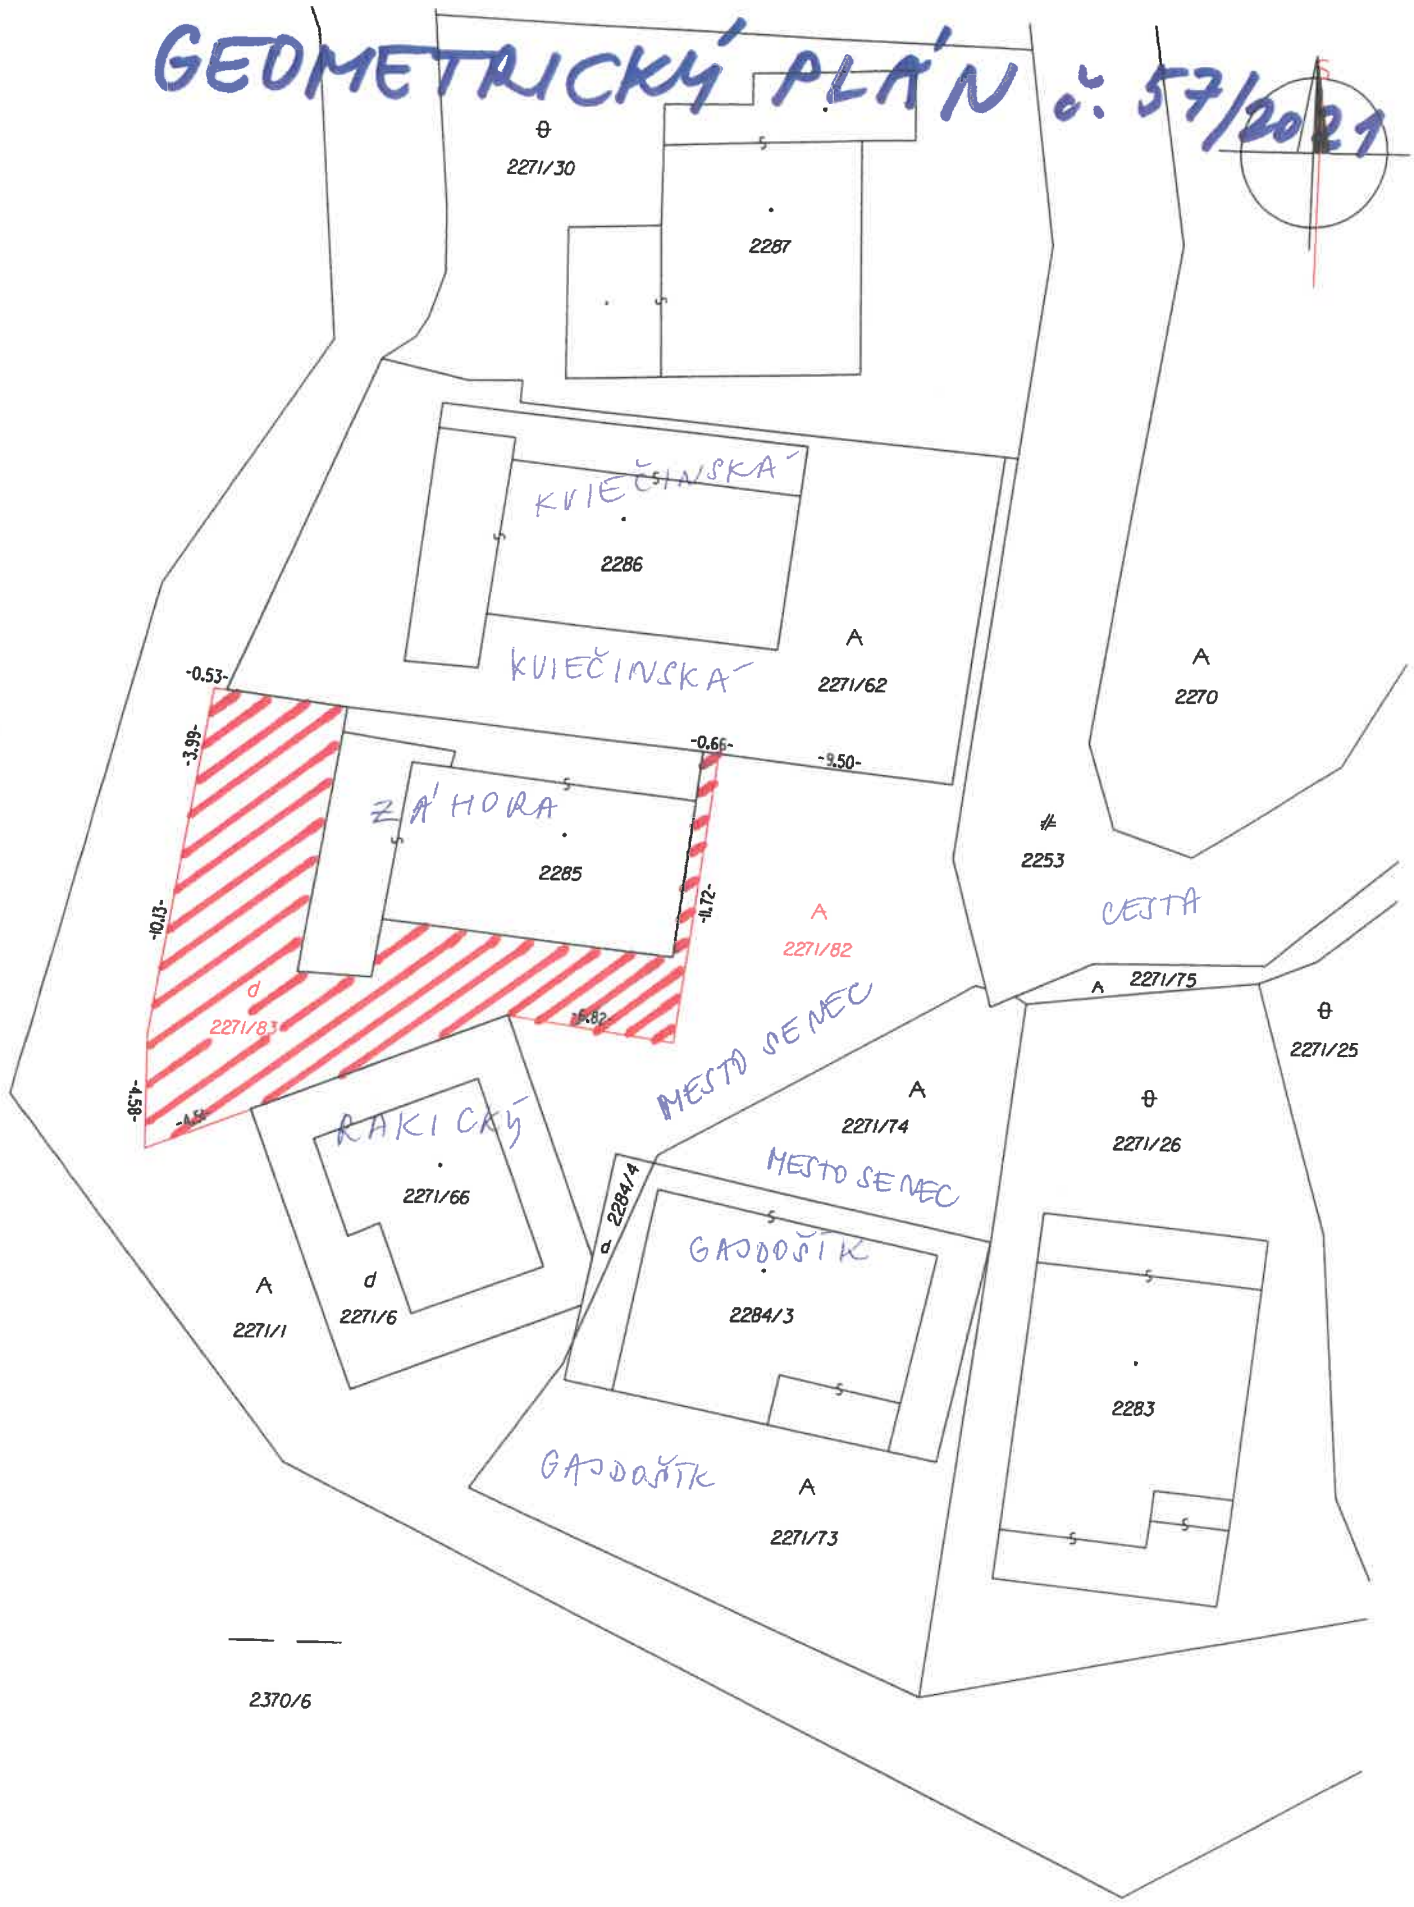 GEOMETRICKÝ PLÁN č. 57/2021
S
2271/30
2287
KVIEČINSKÁ
2286
KVIEČINSKÁ
A
2271/62
A
2270
-0.53-
-3.99-
-0.66-
-9.50-
ZÁHORA
2285
2253
CESTA
-10.13-
-11.72-
A
2271/82
d
2271/83
-6.82-
A
2271/75
2271/25
MESTO SENEC
A
2271/74
MESTO SENEC
2271/26
-4.58-
RAKICKÝ
2271/66
2284/4
d
GAJDOŠÍK
2284/3
A
2271/1
d
2271/6
2283
GAJDOŠÍK
A
2271/73
2370/6